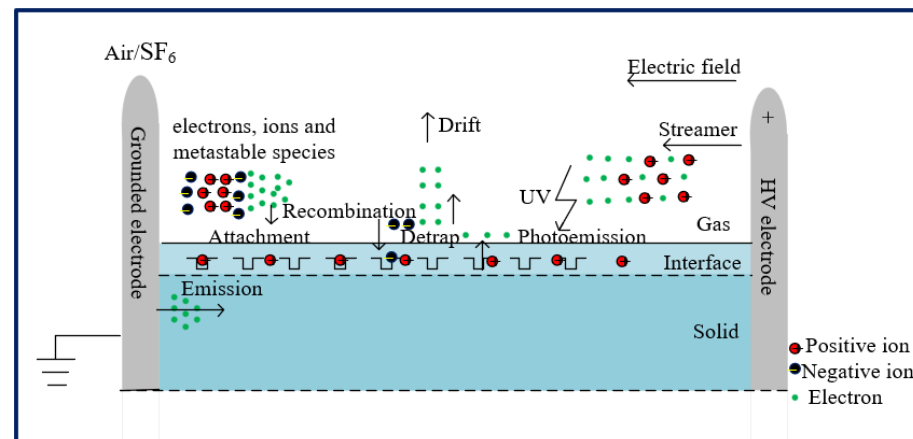 Air/SF6
Electric field
+
Grounded electrode
electrons, ions and
metastable species
Drift
Streamer
HV electrode
UV
Recombination
Gas
Attachment
Detrap
Photoemission
Interface
Emission
Solid
Positive ion
Negative ion
Electron